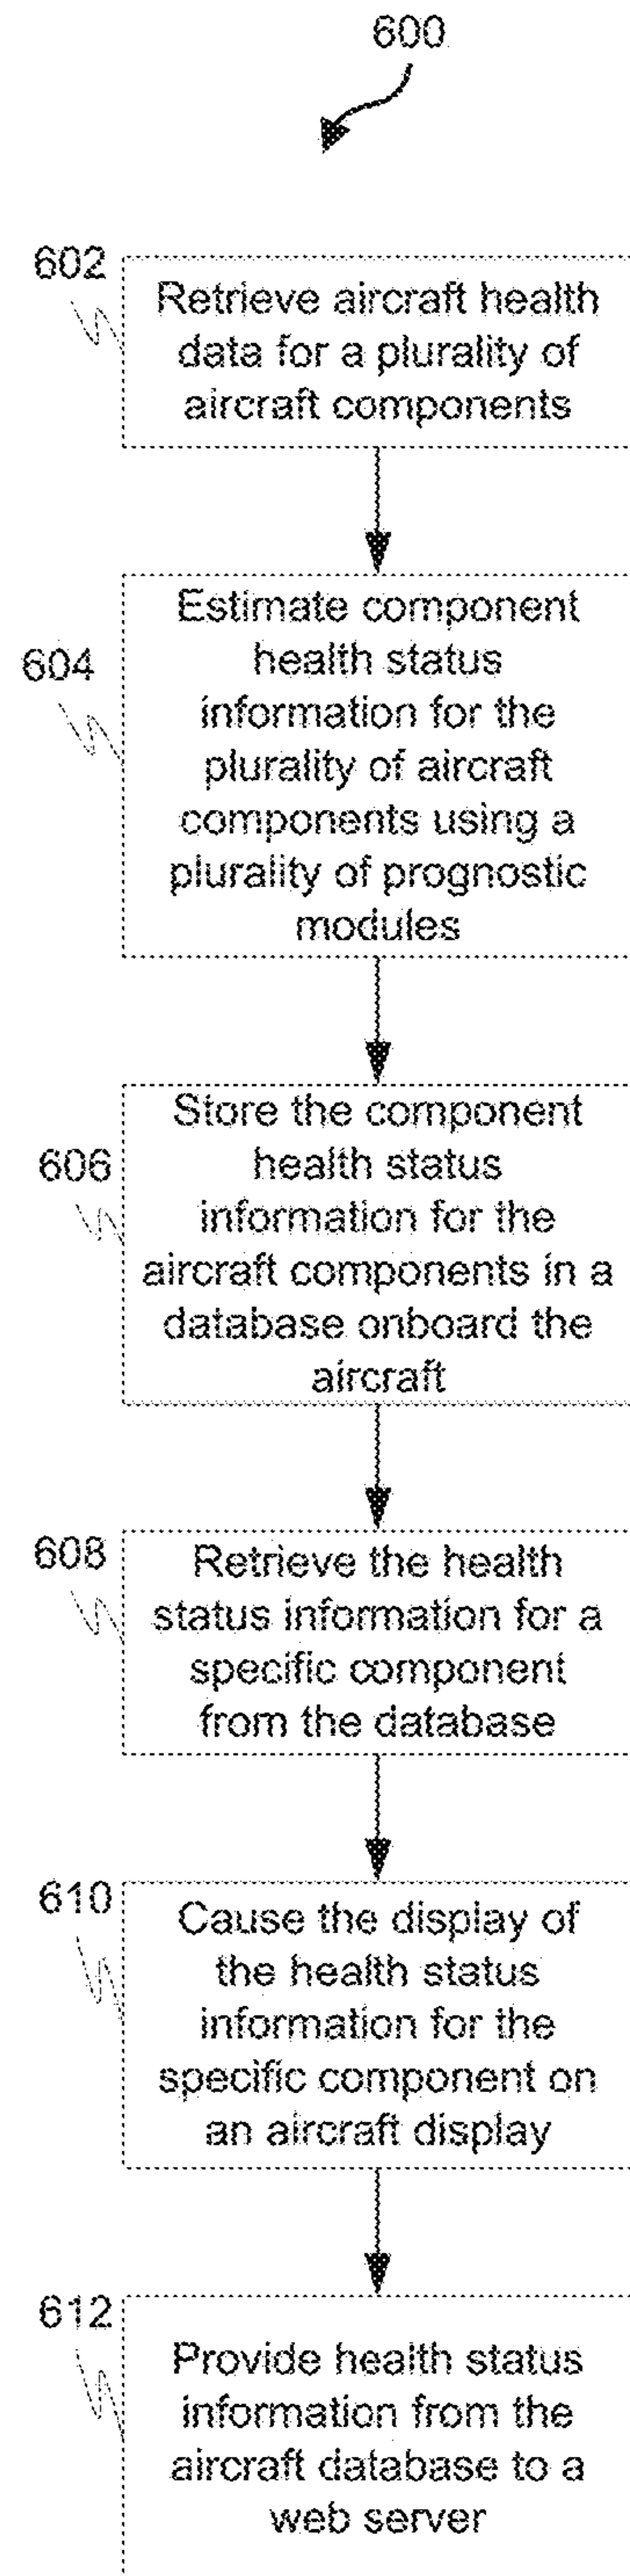 600
602
Retrieve aircraft health
data for a plurality of
aircraft components
604
Estimate component
health status
information for the
plurality of aircraft
components using a
plurality of prognostic
modules
606
Store the component
health status
information for the
aircraft components in a
database onboard the
aircraft
608
Retrieve the health
status information for a
specific component
from the database
610
Cause the display of
the health status
information for the
specific component on
an aircraft display
612
Provide health status
information from the
aircraft database to a
web server